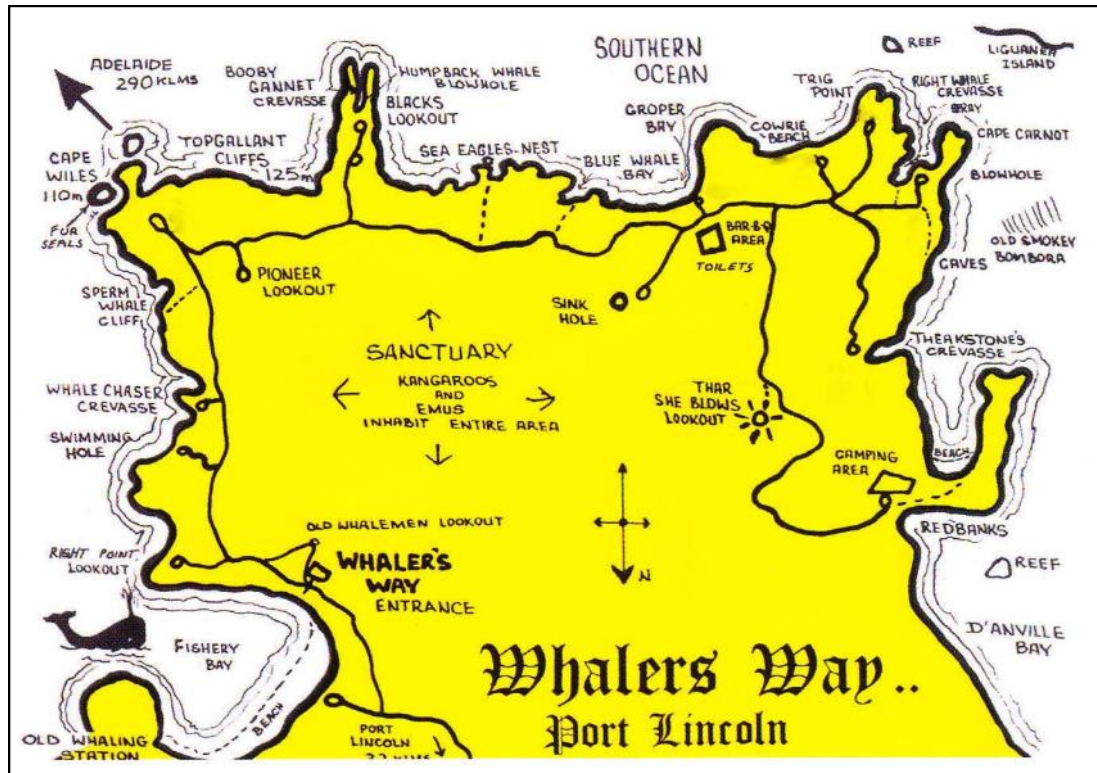 ADELAIDE
290 KLMS
BOOBY
GANNET
CREVASSE
HUMPBACK WHALE
BLOWHOLE
BLACKS
LOOKOUT
SOUTHERN
OCEAN
REEF
LIGUANEA
ISLAND
TRIG
POINT
RIGHT WHALE
CREVASSE
CAPE CARNOT
GROPER
BAY
COWRIE
BEACH
TOPGALLANT
CLIFFS
125m
SEA EAGLES-NEST
BLUE WHALE
BAY
BLOWHOLE
CAPE
WILES
110m
FUR
SEALS
BAR-B-Q
AREA
TOILETS
OLD SMOKEY
BOMBORA
CAVES
PIONEER
LOOKOUT
SPERM
WHALE
CLIFF
SINK
HOLE
THEAKSTONE'S
CREVASSE
SANCTUARY
KANGAROOS
AND
EMUS
INHABIT ENTIRE AREA
WHALE CHASER
CREVASSE
THAR
SHE BLOWS
LOOKOUT
SWIMMING
HOLE
BEACH
CAMPING
AREA
OLD WHALEMEN LOOKOUT
RED BANKS
RIGHT POINT
LOOKOUT
WHALER'S
WAY
ENTRANCE
N
REEF
FISHERY
BAY
D'ANVILLE
BAY
BEACH
Whalers Way..
Port Lincoln
OLD WHALING
STATION
PORT
LINCOLN
KLMS